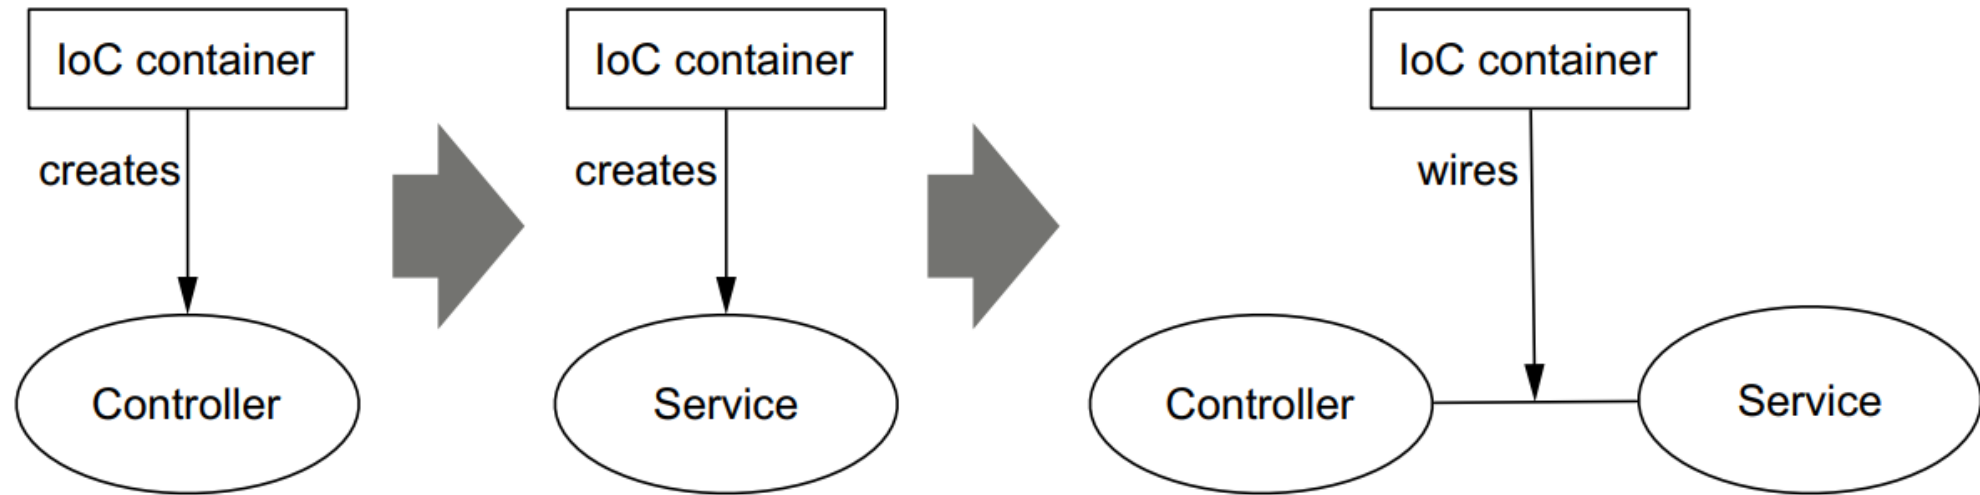 IoC container
creates
Controller
IoC container
creates
Service
IoC container
wires
Controller
Service